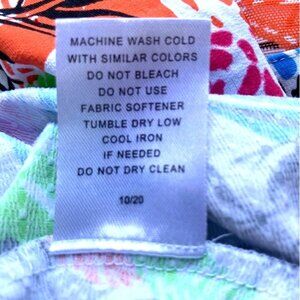 MACHINE WASH COLD
WITH SIMILAR COLORS
DO NOT BLEACH
DO NOT USE
FABRIC SOFTENER
TUMBLE DRY LOW
COOL IRON
IF NEEDED
DO NOT DRY CLEAN
10/20